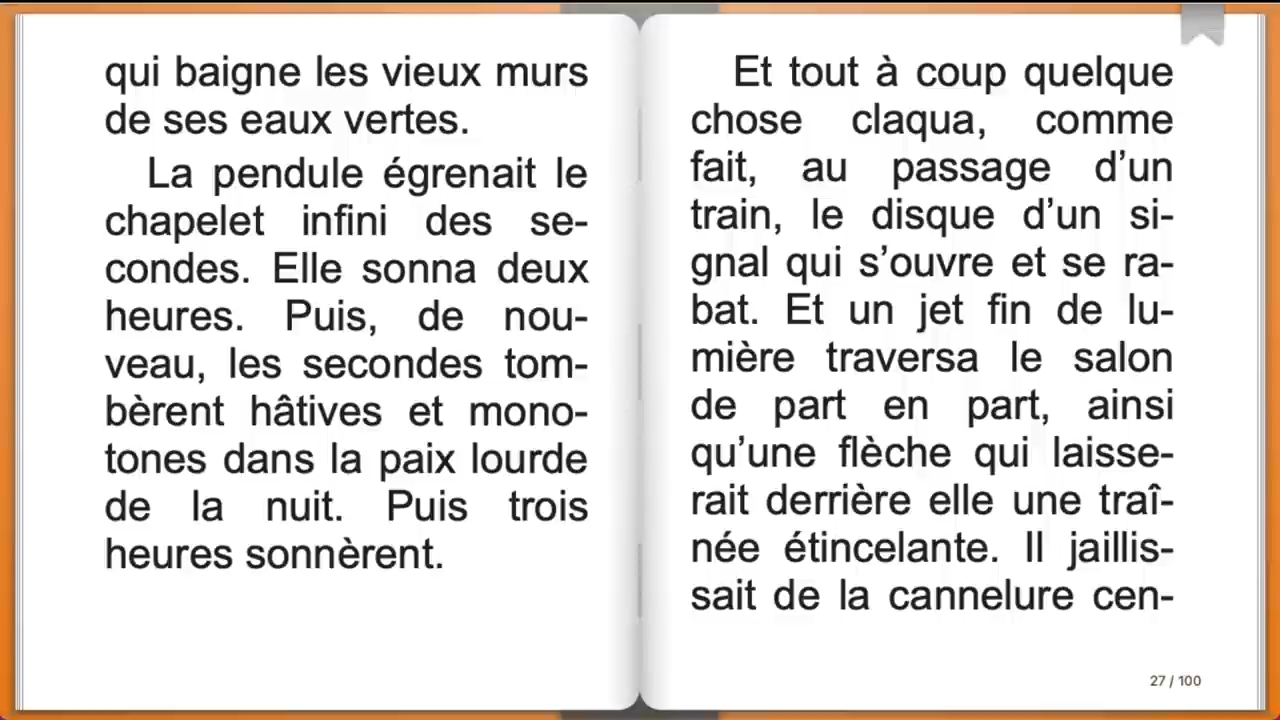 qui baigne les vieux murs
de ses eaux vertes.
La pendule égrenait le
chapelet infini des se-
condes. Elle sonna deux
heures. Puis, de nou-
veau, les secondes tom-
bèrent hâtives et mono-
tones dans la paix lourde
de la nuit. Puis trois
heures sonnèrent.
Et tout à coup quelque
chose claqua, comme
fait, au passage d’un
train, le disque d’un si-
gnal qui s’ouvre et se ra-
bat. Et un jet fin de lu-
mière traversa le salon
de part en part, ainsi
qu’une flèche qui laisse-
rait derrière elle une traî-
née étincelante. Il jaillis-
sait de la cannelure cen-
27 / 100